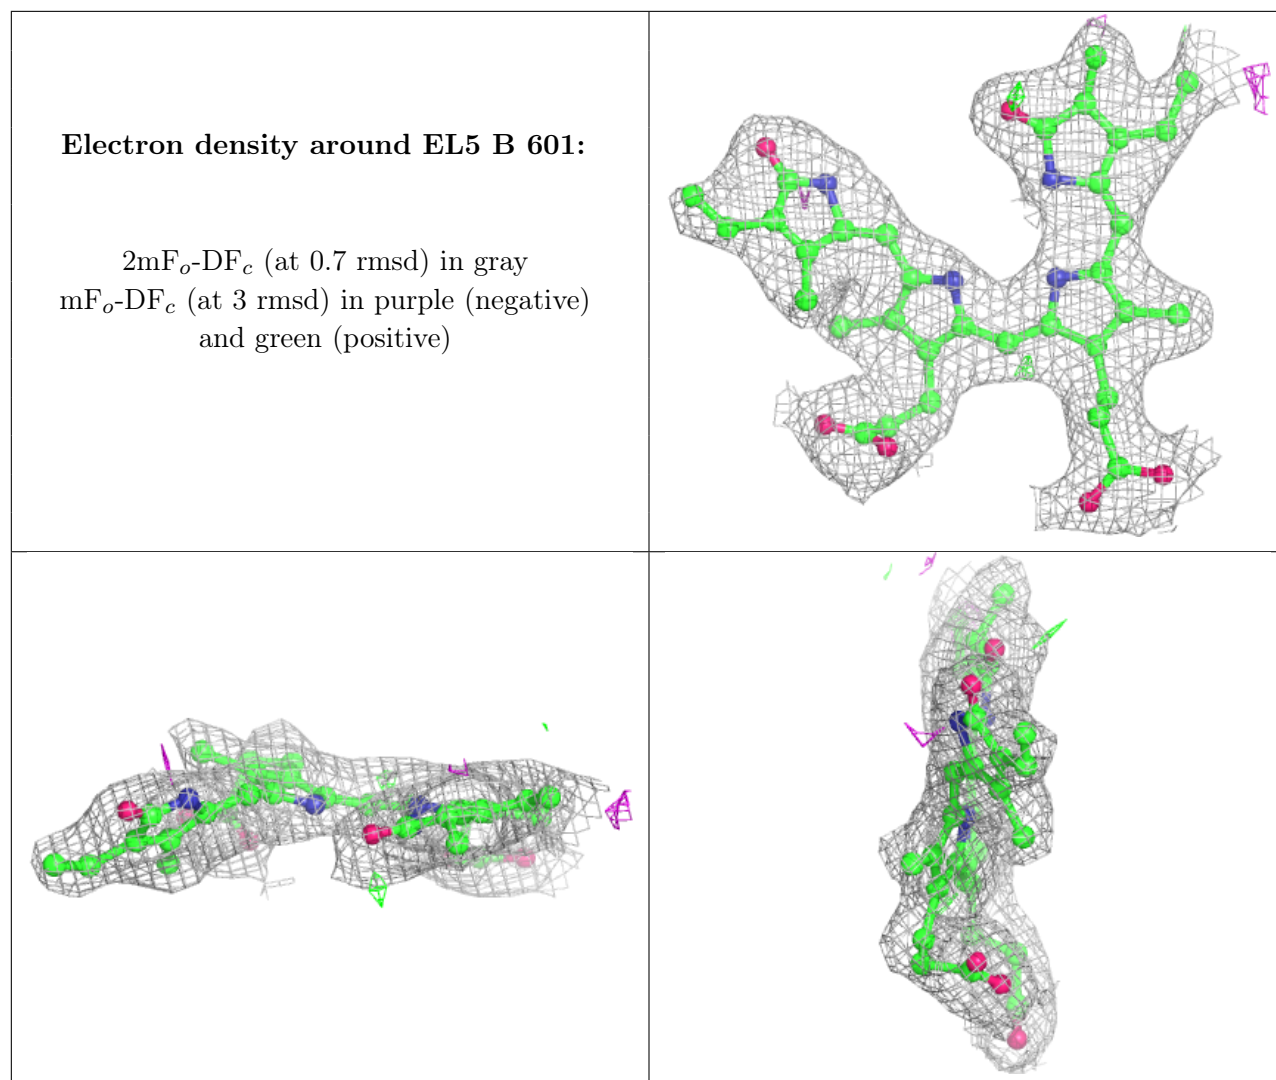 Electron density around EL5 B 601:
2mFo-DFc (at 0.7 rmsd) in gray
mFo-DFc (at 3 rmsd) in purple (negative)
and green (positive)